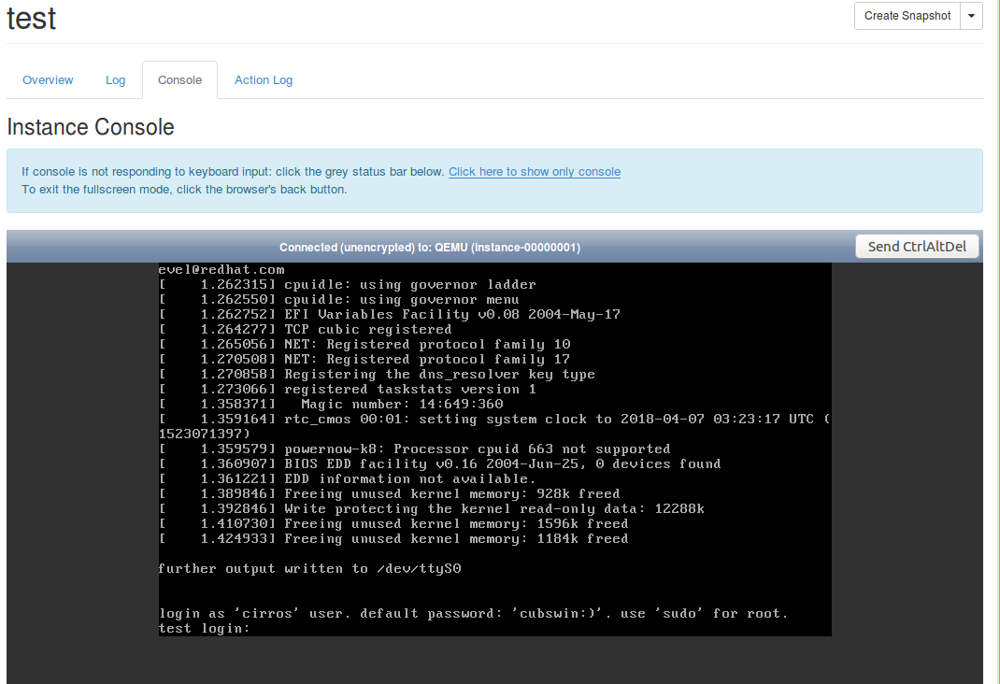 test
Create Snapshot
Overview Log Console Action Log
Instance Console
If console is not responding to keyboard input: click the grey status bar below. Click here to show only console
To exit the fullscreen mode, click the browser's back button.
Connected (unencrypted) to: QEMU (instance-00000001)
Send CtrlAltDel
evel@redhat.com
[    1.262315] cpuidle: using governor ladder
[    1.262550] cpuidle: using governor menu
[    1.262752] EFI Variables Facility v0.08 2004-May-17
[    1.264277] TCP cubic registered
[    1.265056] NET: Registered protocol family 10
[    1.270508] NET: Registered protocol family 17
[    1.270858] Registering the dns_resolver key type
[    1.273066] registered taskstats version 1
[    1.358371]   Magic number: 14:649:360
[    1.359164] rtc_cmos 00:01: setting system clock to 2018-04-07 03:23:17 UTC (
1523071397)
[    1.359579] powernow-k8: Processor cpuid 663 not supported
[    1.360907] BIOS EDD facility v0.16 2004-Jun-25, 0 devices found
[    1.361221] EDD information not available.
[    1.389846] Freeing unused kernel memory: 928k freed
[    1.392846] Write protecting the kernel read-only data: 12288k
[    1.410730] Freeing unused kernel memory: 1596k freed
[    1.424933] Freeing unused kernel memory: 1184k freed
further output written to /dev/ttyS0
login as 'cirros' user. default password: 'cubswin:)'. use 'sudo' for root.
test login: